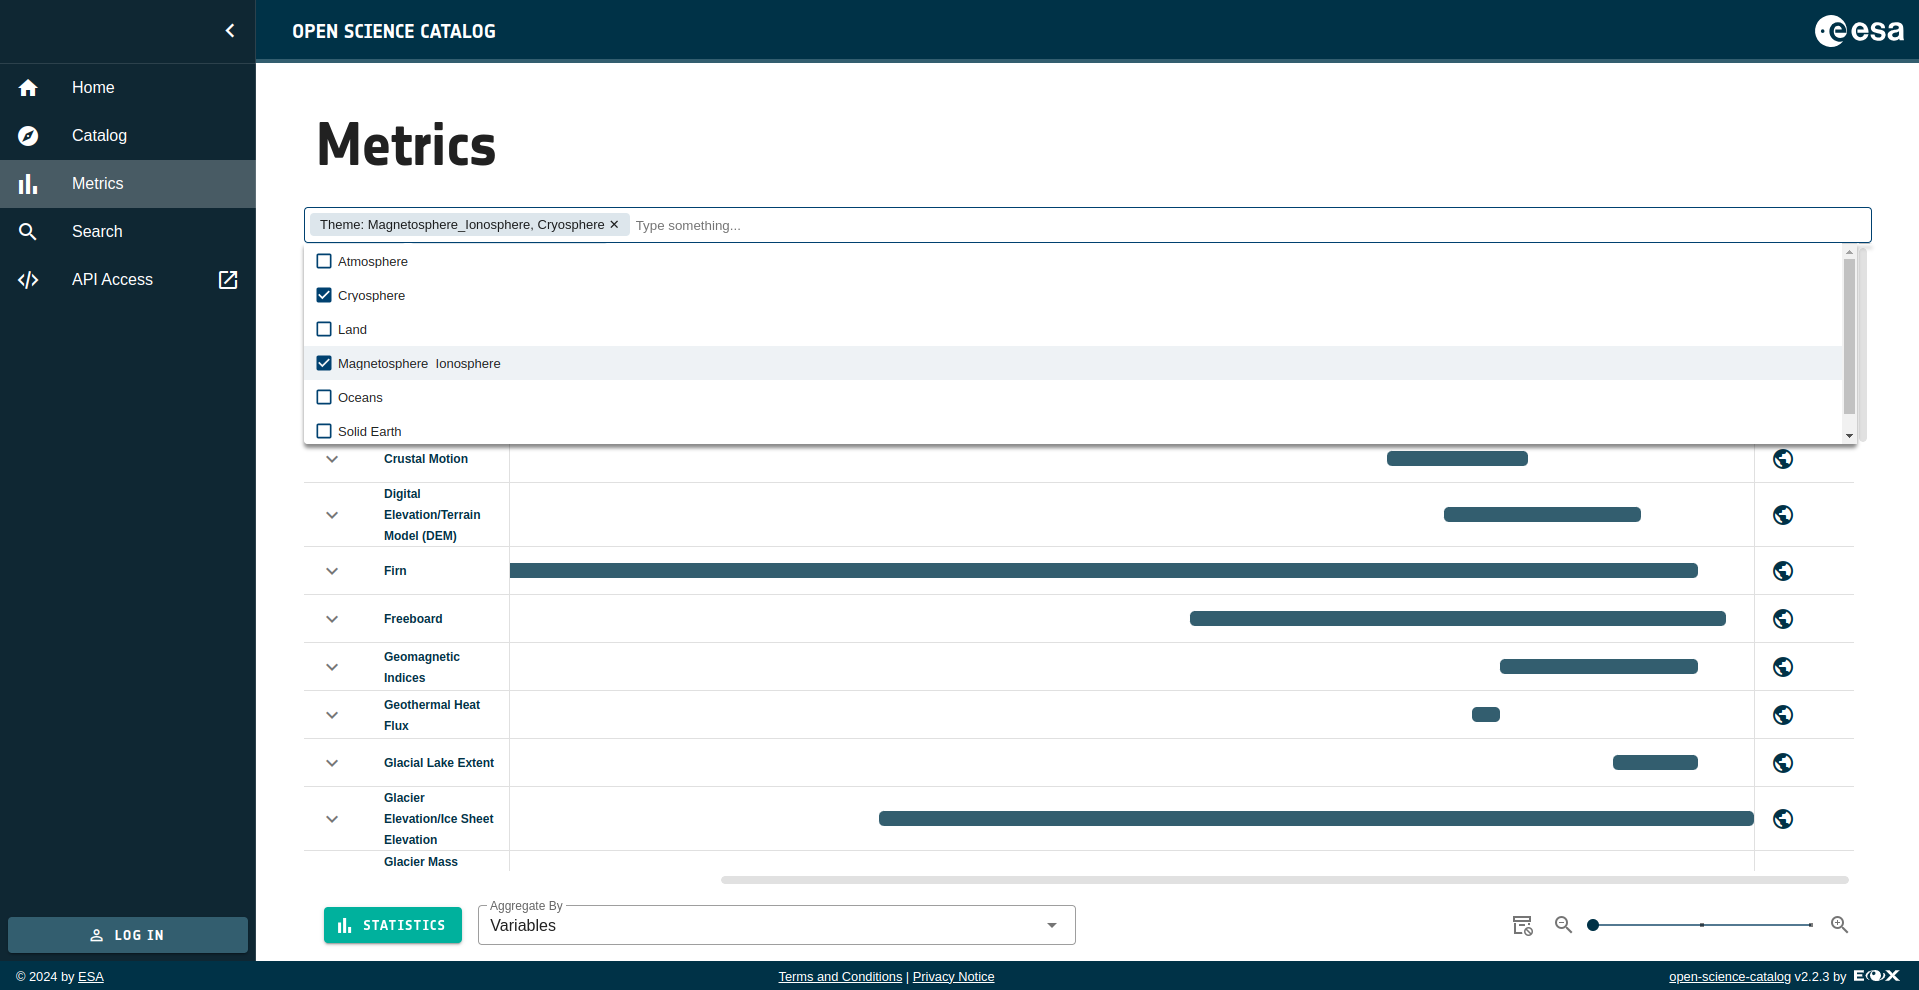 OPEN SCIENCE CATALOG
esa
Home
Catalog
Metrics
Search
API Access
LOG IN
Metrics
Theme: Magnetosphere_Ionosphere, Cryosphere ✕ Type something...
Atmosphere
Cryosphere
Land
Magnetosphere Ionosphere
Oceans
Solid Earth
Crustal Motion
Digital
Elevation/Terrain
Model (DEM)
Firn
Freeboard
Geomagnetic
Indices
Geothermal Heat
Flux
Glacial Lake Extent
Glacier
Elevation/Ice Sheet
Elevation
Glacier Mass
STATISTICS
Aggregate By
Variables
© 2024 by ESA
Terms and Conditions | Privacy Notice
open-science-catalog v2.2.3 by EOX